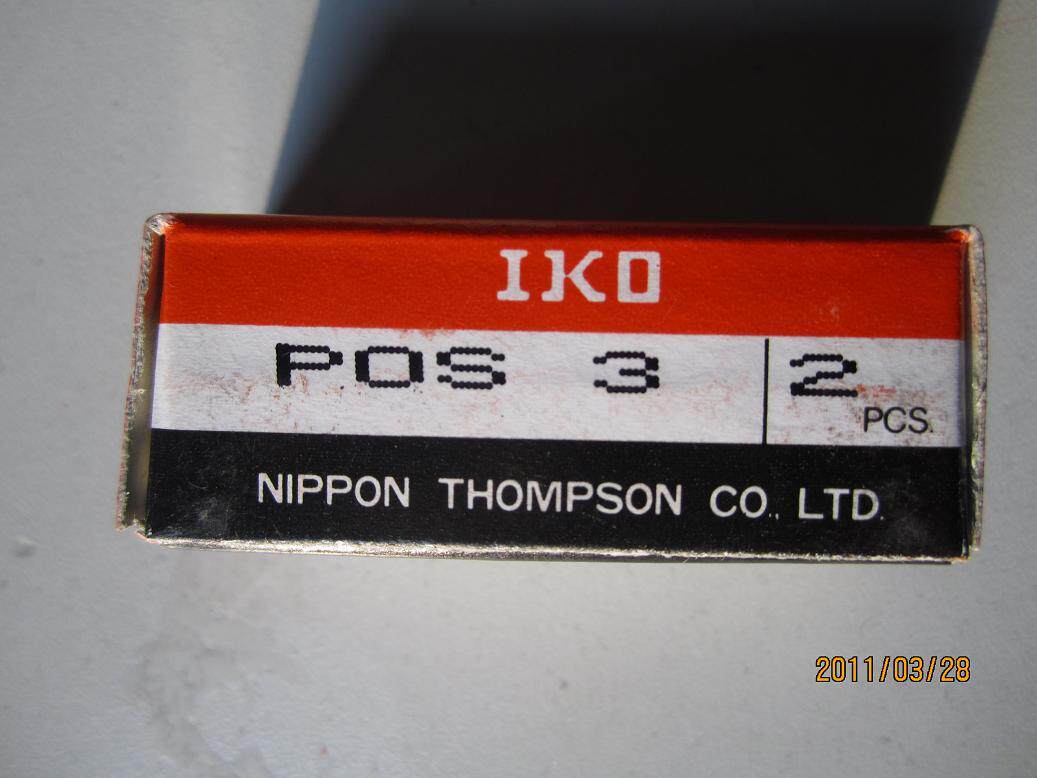 IKO
POS 3 2 PCS.
NIPPON THOMPSON CO., LTD.
2011/03/28